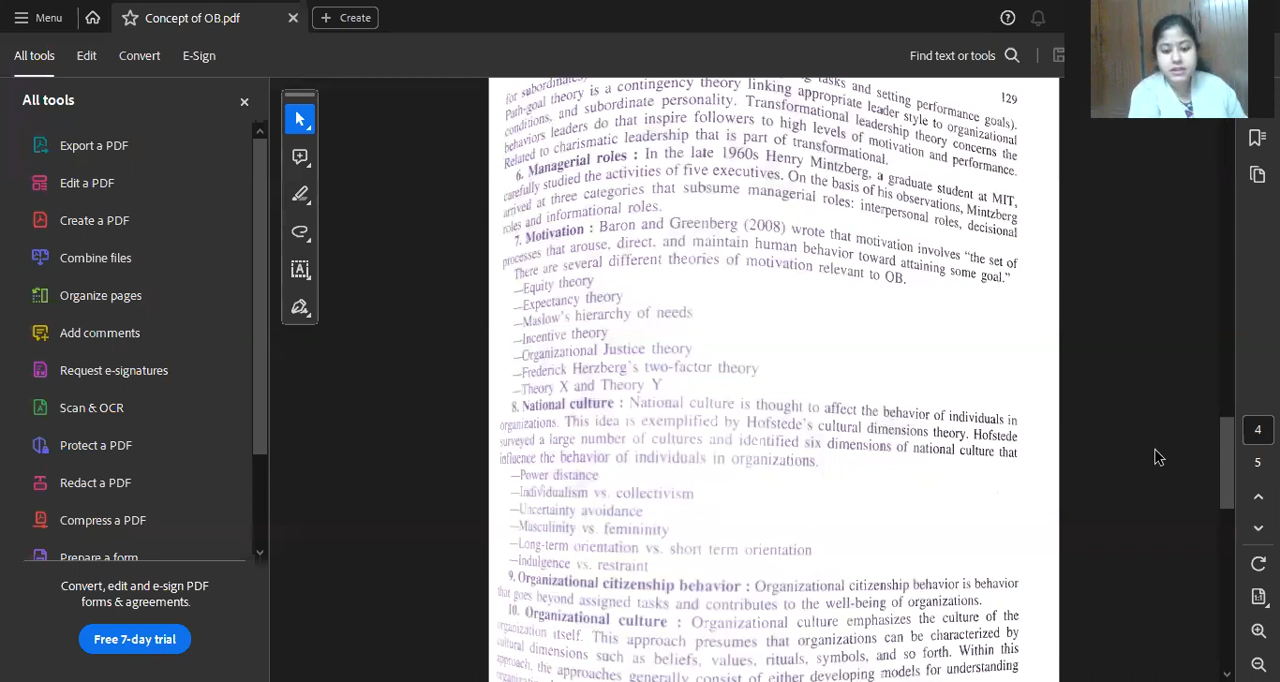 Menu
Concept of OB.pdf
Create
All tools
Edit
Convert
E-Sign
Find text or tools
All tools
Export a PDF
Edit a PDF
Create a PDF
Combine files
Organize pages
Add comments
Request e-signatures
Scan & OCR
Protect a PDF
Redact a PDF
Compress a PDF
Prepare a form
Convert, edit and e-sign PDF
forms & agreements.
Free 7-day trial
129
for subordinates, tasks and setting performance goals).
Path-goal theory is a contingency theory linking appropriate leader style to organizational
conditions, and subordinate personality. Transformational leadership theory concerns the
behaviors leaders do that inspire followers to high levels of motivation and performance.
Related to charismatic leadership that is part of transformational.
6. Managerial roles : In the late 1960s Henry Mintzberg, a graduate student at MIT,
carefully studied the activities of five executives. On the basis of his observations, Mintzberg
arrived at three categories that subsume managerial roles: interpersonal roles, decisional
roles and informational roles.
7. Motivation : Baron and Greenberg (2008) wrote that motivation involves "the set of
processes that arouse, direct, and maintain human behavior toward attaining some goal."
There are several different theories of motivation relevant to OB.
—Equity theory
—Expectancy theory
—Maslow's hierarchy of needs
—Incentive theory
—Organizational Justice theory
—Frederick Herzberg's two-factor theory
—Theory X and Theory Y
8. National culture : National culture is thought to affect the behavior of individuals in
organizations. This idea is exemplified by Hofstede's cultural dimensions theory. Hofstede
surveyed a large number of cultures and identified six dimensions of national culture that
influence the behavior of individuals in organizations.
—Power distance
—Individualism vs. collectivism
—Uncertainty avoidance
—Masculinity vs. femininity
—Long-term orientation vs. short term orientation
—Indulgence vs. restraint
9. Organizational citizenship behavior : Organizational citizenship behavior is behavior
that goes beyond assigned tasks and contributes to the well-being of organizations.
10. Organizational culture : Organizational culture emphasizes the culture of the
organization itself. This approach presumes that organizations can be characterized by
cultural dimensions such as beliefs, values, rituals, symbols, and so forth. Within this
approach, the approaches generally consist of either developing models for understanding
4
5